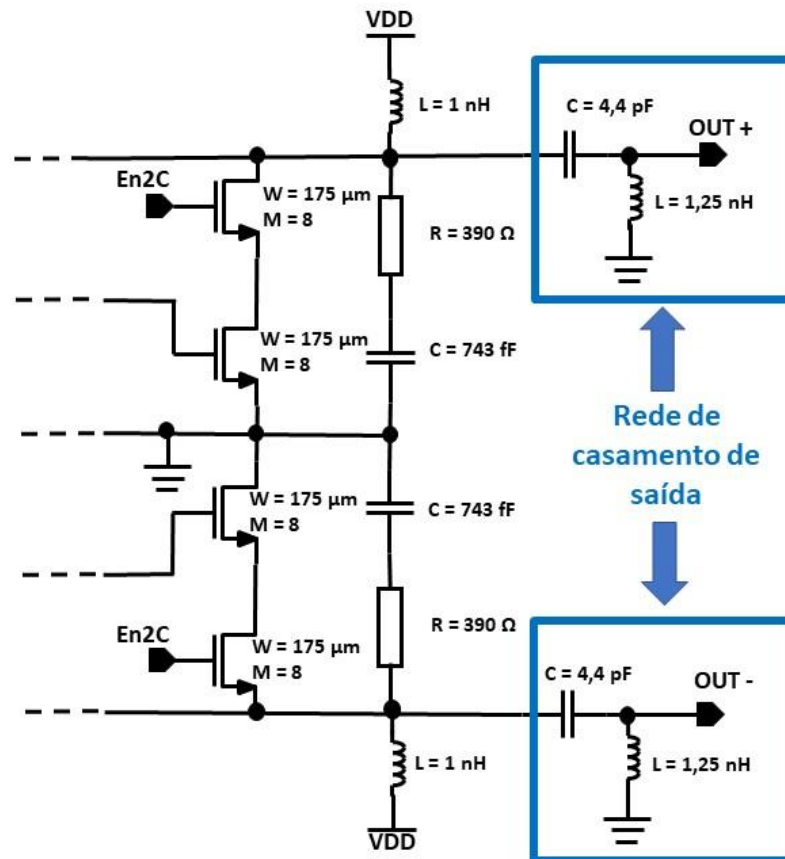 VDD
L = 1 nH
C = 4,4 pF
OUT +
En2C
W = 175 µm
M = 8
R = 390 Ω
L = 1,25 nH
W = 175 µm
M = 8
C = 743 fF
Rede de
casamento de
saída
W = 175 µm
M = 8
C = 743 fF
En2C
W = 175 µm
M = 8
R = 390 Ω
C = 4,4 pF
OUT -
L = 1 nH
L = 1,25 nH
VDD